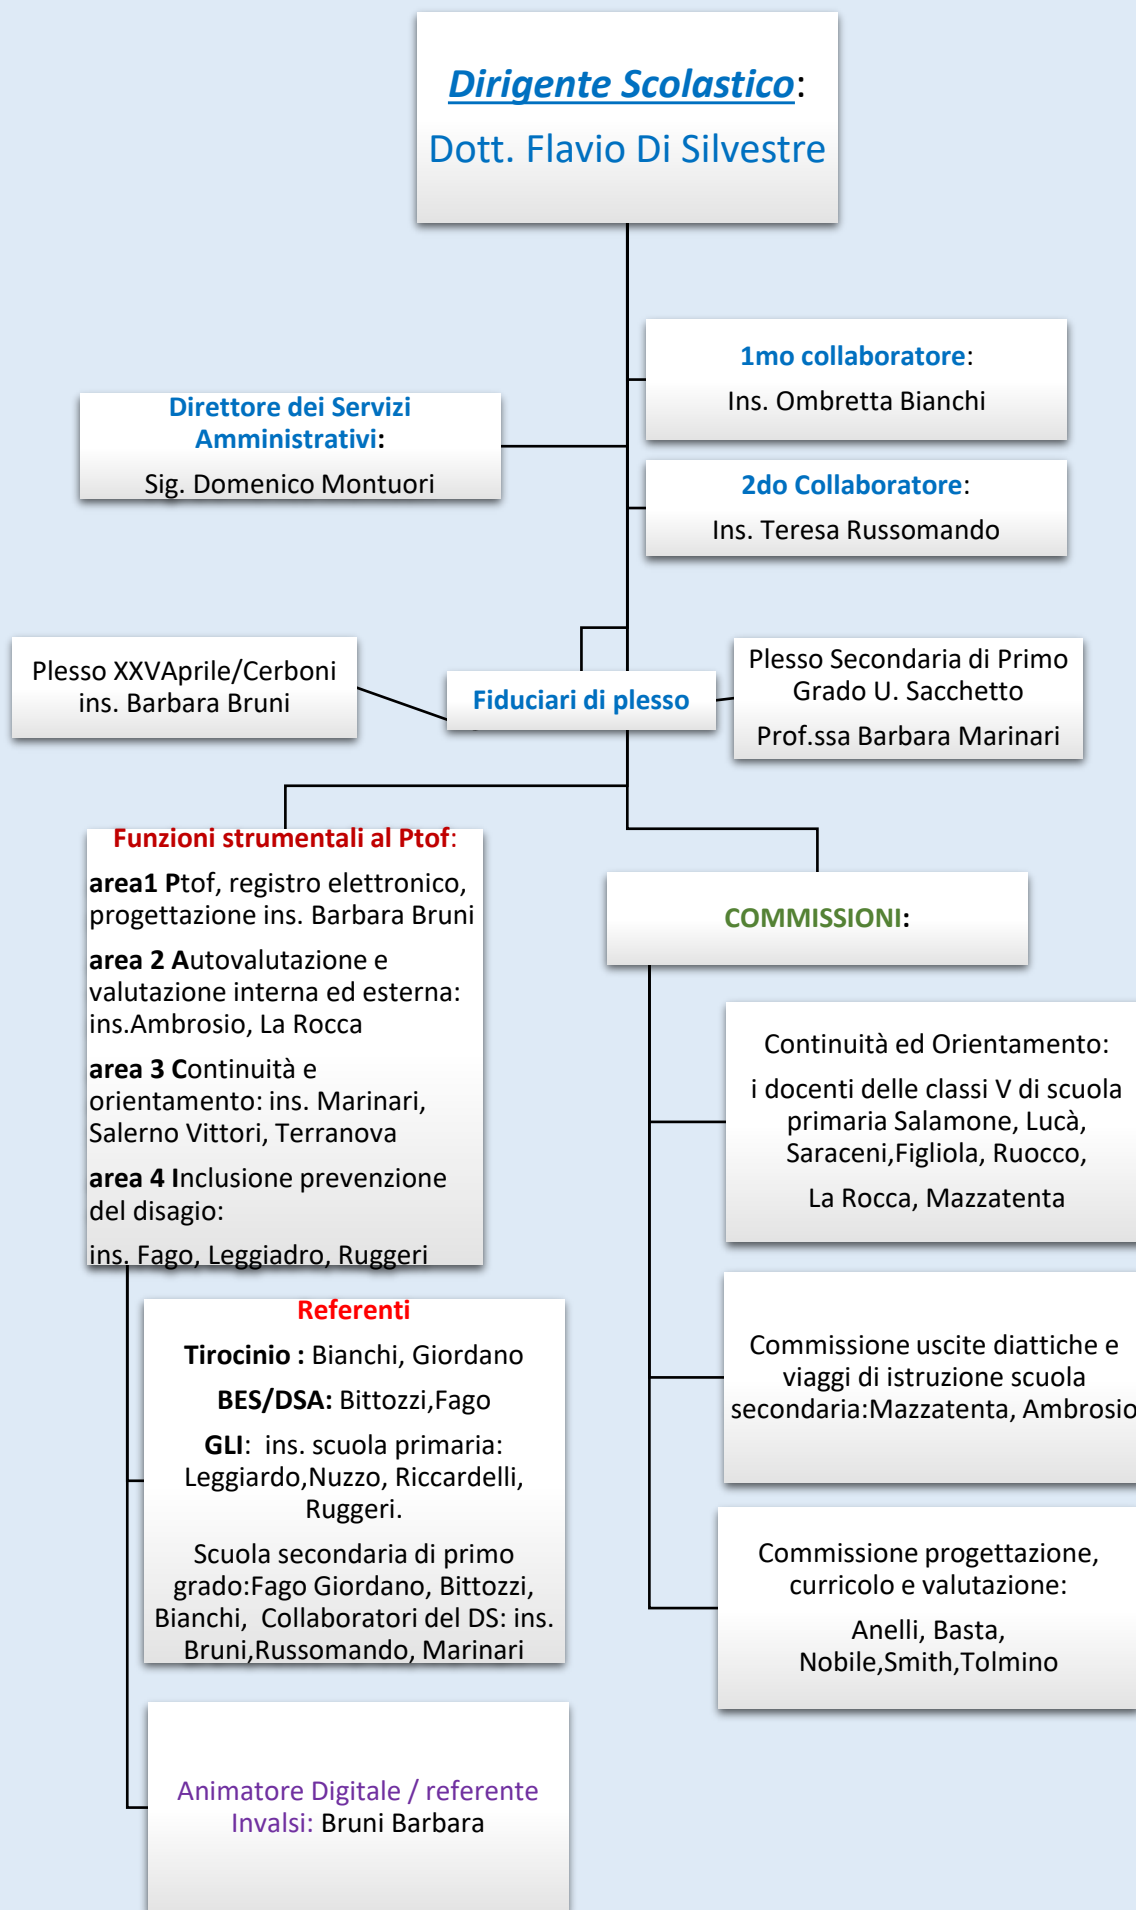 Dirigente Scolastico:
Dott. Flavio Di Silvestre
1mo collaboratore:
Ins. Ombretta Bianchi
Direttore dei Servizi
Amministrativi:
Sig. Domenico Montuori
2do Collaboratore:
Ins. Teresa Russomando
Plesso XXVAprile/Cerboni
ins. Barbara Bruni
Fiduciari di plesso
Plesso Secondaria di Primo
Grado U. Sacchetto
Prof.ssa Barbara Marinari
Funzioni strumentali al Ptof:
area1 Ptof, registro elettronico,
progettazione ins. Barbara Bruni
area 2 Autovalutazione e
valutazione interna ed esterna:
ins.Ambrosio, La Rocca
area 3 Continuità e
orientamento: ins. Marinari,
Salerno Vittori, Terranova
area 4 Inclusione prevenzione
del disagio:
ins. Fago, Leggiadro, Ruggeri
Referenti
Tirocinio : Bianchi, Giordano
BES/DSA: Bittozzi,Fago
GLI: ins. scuola primaria:
Leggiardo,Nuzzo, Riccardelli,
Ruggeri.
Scuola secondaria di primo
grado:Fago Giordano, Bittozzi,
Bianchi, Collaboratori del DS: ins.
Bruni,Russomando, Marinari
Animatore Digitale / referente
Invalsi: Bruni Barbara
COMMISSIONI:
Continuità ed Orientamento:
i docenti delle classi V di scuola
primaria Salamone, Lucà,
Saraceni,Figliola, Ruocco,
La Rocca, Mazzatenta
Commissione uscite diattiche e
viaggi di istruzione scuola
secondaria:Mazzatenta, Ambrosio
Commissione progettazione,
curricolo e valutazione:
Anelli, Basta,
Nobile,Smith,Tolmino